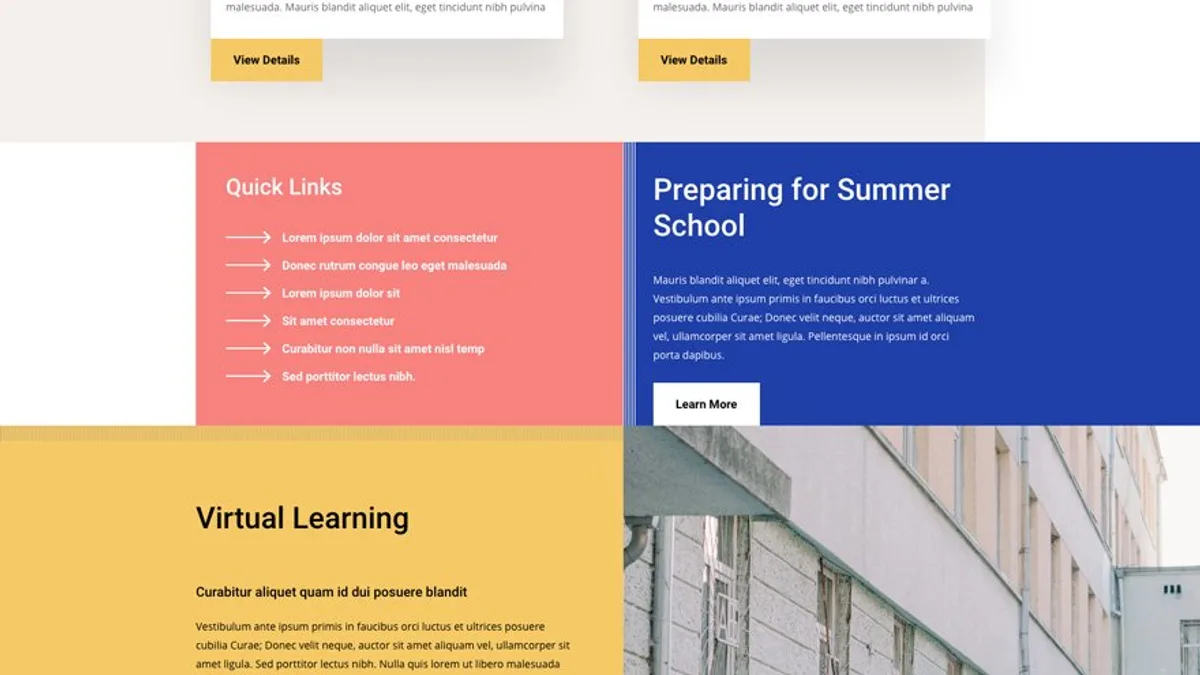 malesuada. Mauris blandit aliquet elit, eget tincidunt nibh pulvina
malesuada. Mauris blandit aliquet elit, eget tincidunt nibh pulvina
View Details
View Details
Quick Links
Lorem ipsum dolor sit amet consectetur
Donec rutrum congue leo eget malesuada
Lorem ipsum dolor sit
Sit amet consectetur
Curabitur non nulla sit amet nisl temp
Sed porttitor lectus nibh.
Preparing for Summer
School
Mauris blandit aliquet elit, eget tincidunt nibh pulvinar a.
Vestibulum ante ipsum primis in faucibus orci luctus et ultrices
posuere cubilia Curae; Donec velit neque, auctor sit amet aliquam
vel, ullamcorper sit amet ligula. Pellentesque in ipsum id orci
porta dapibus.
Learn More
Virtual Learning
Curabitur aliquet quam id dui posuere blandit
Vestibulum ante ipsum primis in faucibus orci luctus et ultrices posuere
cubilia Curae; Donec velit neque, auctor sit amet aliquam vel, ullamcorper sit
amet ligula. Sed porttitor lectus nibh. Nulla quis lorem ut libero malesuada